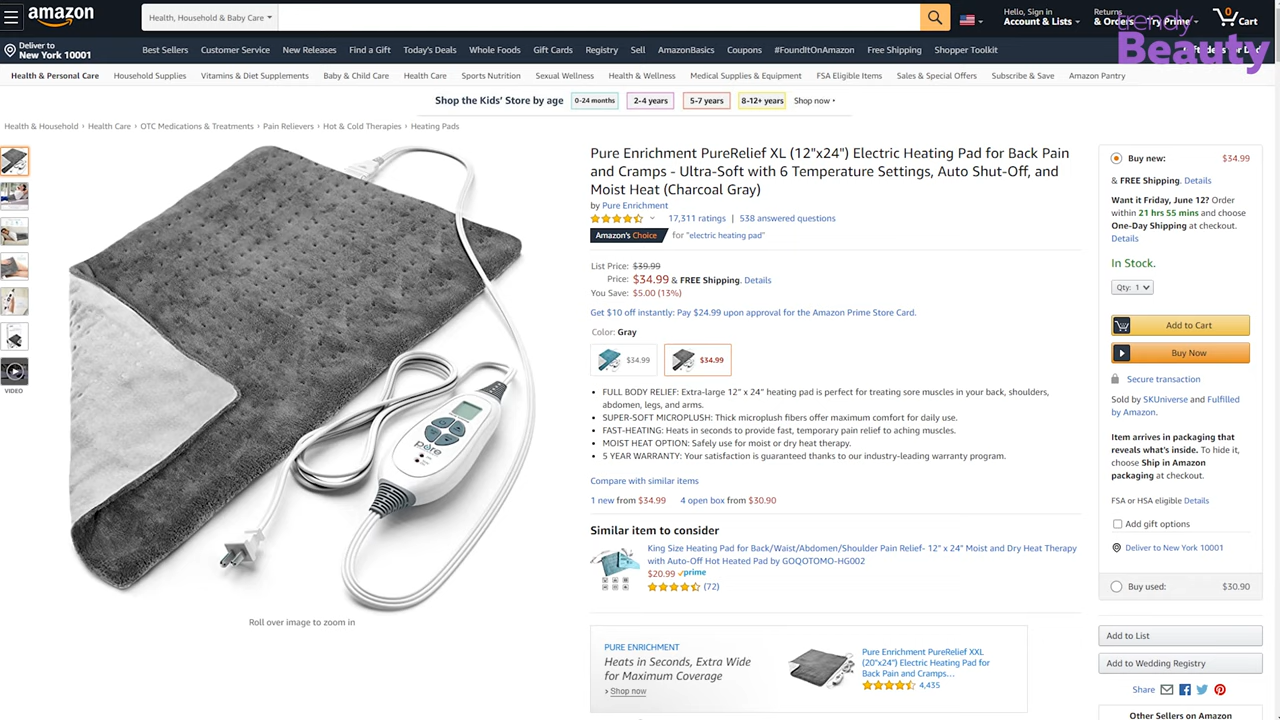 amazon
Health, Household & Baby Care
Hello, Sign in
Account & Lists
Returns
& Orders
Try Prime
0
Cart
trendy
Beauty
Deliver to
New York 10001
Best Sellers Customer Service New Releases Find a Gift Today's Deals Whole Foods Gift Cards Registry Sell AmazonBasics Coupons #FoundItOnAmazon Free Shipping Shopper Toolkit
Health & Personal Care Household Supplies Vitamins & Diet Supplements Baby & Child Care Health Care Sports Nutrition Sexual Wellness Health & Wellness Medical Supplies & Equipment FSA Eligible Items Sales & Special Offers Subscribe & Save Amazon Pantry
Shop the Kids' Store by age 0-24 months 2-4 years 5-7 years 8-12+ years Shop now ›
Health & Household › Health Care › OTC Medications & Treatments › Pain Relievers › Hot & Cold Therapies › Heating Pads
VIDEO
pure
Roll over image to zoom in
Pure Enrichment PureRelief XL (12"x24") Electric Heating Pad for Back Pain
and Cramps - Ultra-Soft with 6 Temperature Settings, Auto Shut-Off, and
Moist Heat (Charcoal Gray)
by Pure Enrichment
17,311 ratings | 538 answered questions
Amazon's Choice for "electric heating pad"
List Price: $39.99
Price: $34.99 & FREE Shipping. Details
You Save: $5.00 (13%)
Get $10 off instantly: Pay $24.99 upon approval for the Amazon Prime Store Card.
Color: Gray
$34.99 $34.99
• FULL BODY RELIEF: Extra-large 12" x 24" heating pad is perfect for treating sore muscles in your back, shoulders,
abdomen, legs, and arms.
• SUPER-SOFT MICROPLUSH: Thick microplush fibers offer maximum comfort for daily use.
• FAST-HEATING: Heats in seconds to provide fast, temporary pain relief to aching muscles.
• MOIST HEAT OPTION: Safely use for moist or dry heat therapy.
• 5 YEAR WARRANTY: Your satisfaction is guaranteed thanks to our industry-leading warranty program.
Compare with similar items
1 new from $34.99 4 open box from $30.90
Similar item to consider
King Size Heating Pad for Back/Waist/Abdomen/Shoulder Pain Relief- 12" x 24" Moist and Dry Heat Therapy
with Auto-Off Hot Heated Pad by GOQOTOMO-HG002
$20.99 prime
(72)
PURE ENRICHMENT
Heats in Seconds, Extra Wide
for Maximum Coverage
› Shop now
Pure Enrichment PureRelief XXL
(20"x24") Electric Heating Pad for
Back Pain and Cramps...
4,435
Buy new: $34.99
& FREE Shipping. Details
Want it Friday, June 12? Order
within 21 hrs 55 mins and choose
One-Day Shipping at checkout.
Details
In Stock.
Qty: 1
Add to Cart
Buy Now
Secure transaction
Sold by SKUniverse and Fulfilled
by Amazon.
Item arrives in packaging that
reveals what's inside. To hide it,
choose Ship in Amazon
packaging at checkout.
FSA or HSA eligible Details
Add gift options
Deliver to New York 10001
Buy used: $30.90
Add to List
Add to Wedding Registry
Share
Other Sellers on Amazon